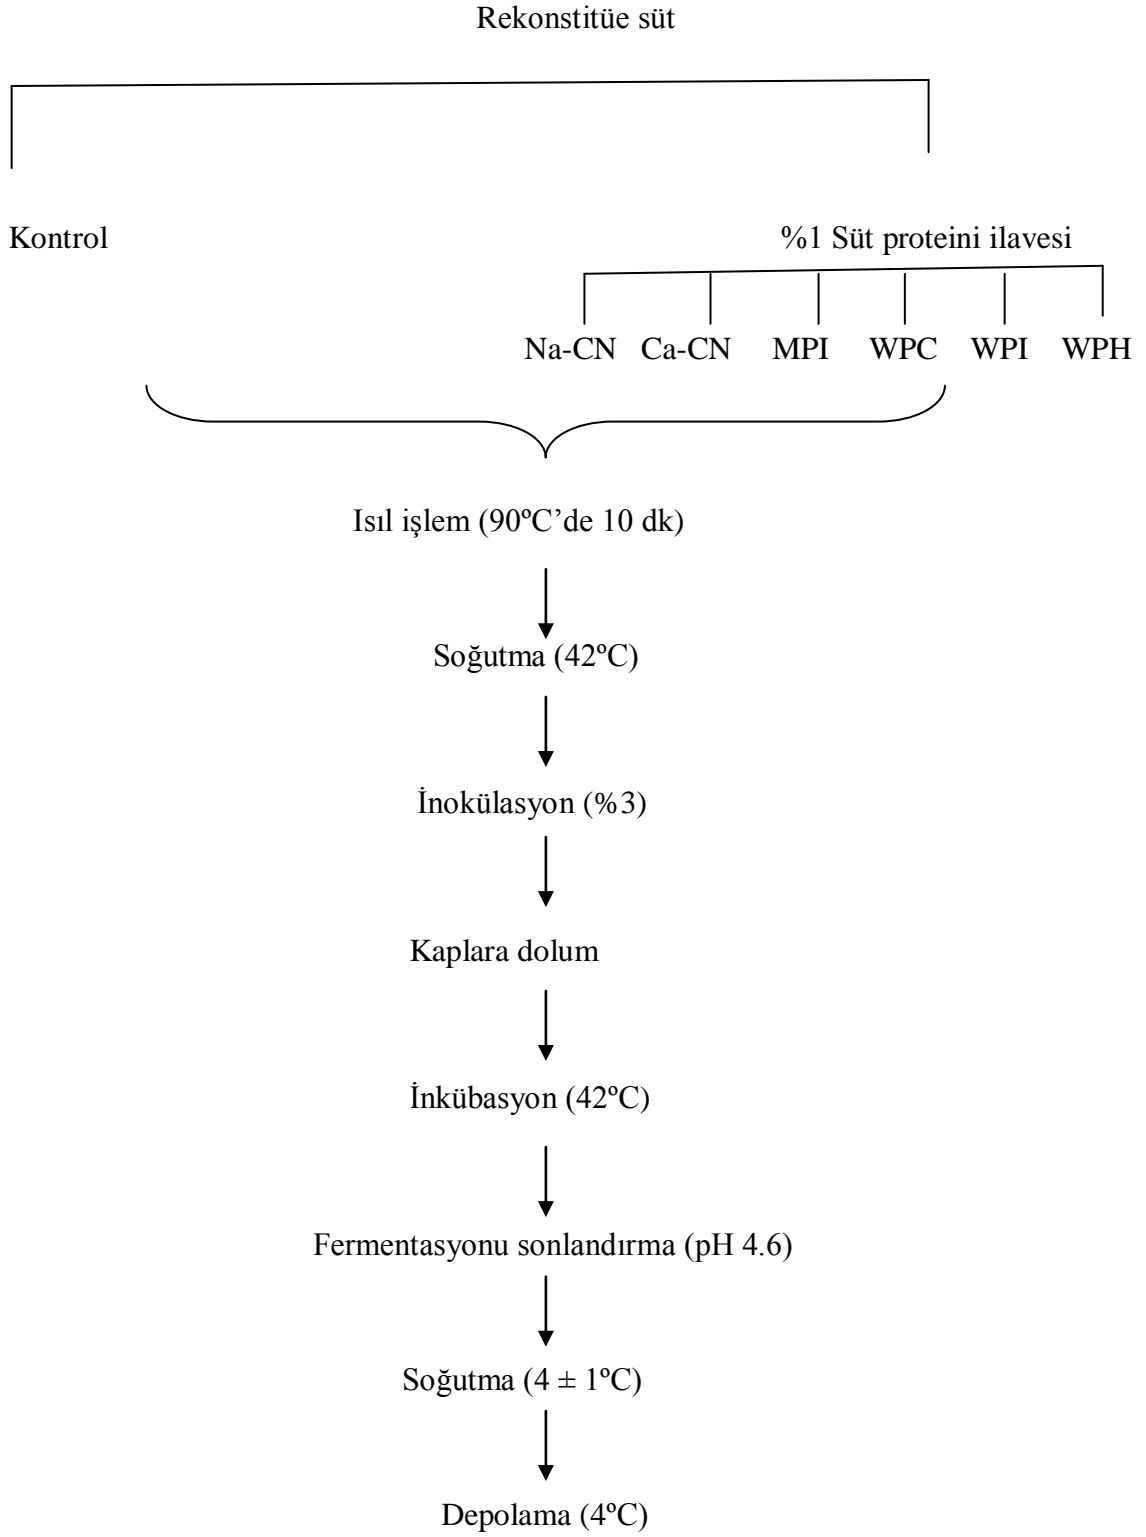 Rekonstitüe süt
Kontrol
%1 Süt proteini ilavesi
Na-CN Ca-CN MPI WPC WPI WPH
Isıl işlem (90ºC’de 10 dk)
Soğutma (42ºC)
İnokülasyon (%3)
Kaplara dolum
İnkübasyon (42ºC)
Fermentasyonu sonlandırma (pH 4.6)
Soğutma (4 ± 1ºC)
Depolama (4ºC)